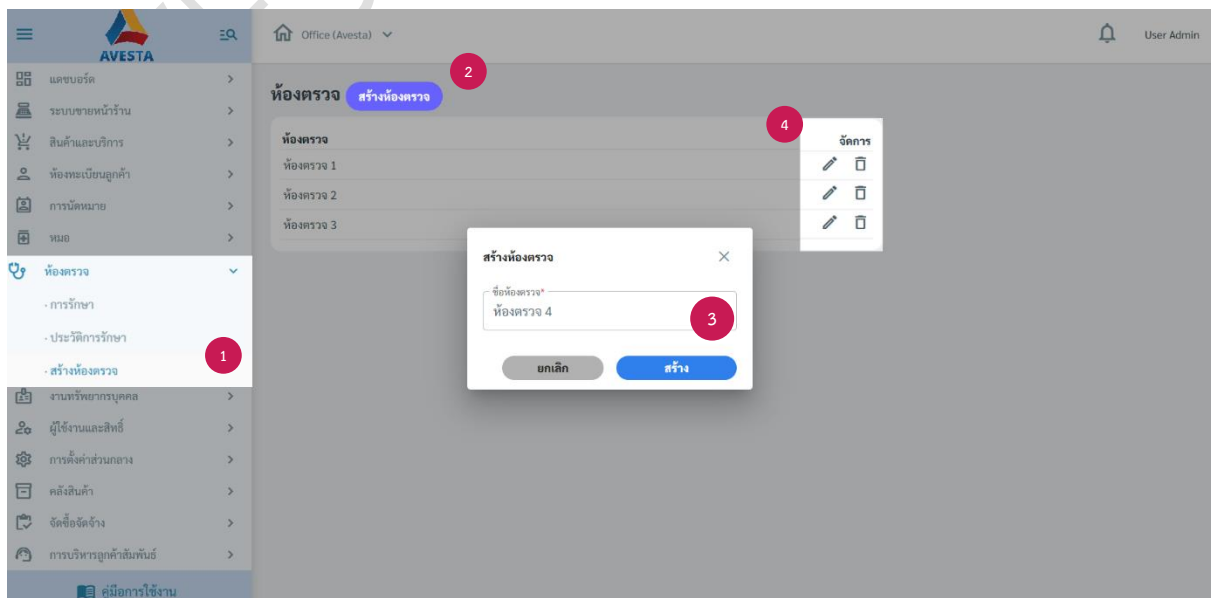 AVESTA
Office (Avesta)
User Admin
แดชบอร์ด
ระบบขายหน้าร้าน
สินค้าและบริการ
ห้องทะเบียนลูกค้า
การนัดหมาย
หมอ
ห้องตรวจ
· การรักษา
· ประวัติการรักษา
· สร้างห้องตรวจ
1
งานทรัพยากรบุคคล
ผู้ใช้งานและสิทธิ์
การตั้งค่าส่วนกลาง
คลังสินค้า
จัดซื้อจัดจ้าง
การบริหารลูกค้าสัมพันธ์
คู่มือการใช้งาน
2
ห้องตรวจ สร้างห้องตรวจ
4
ห้องตรวจ จัดการ
ห้องตรวจ 1
ห้องตรวจ 2
ห้องตรวจ 3
สร้างห้องตรวจ
ชื่อห้องตรวจ*
ห้องตรวจ 4
3
ยกเลิก สร้าง